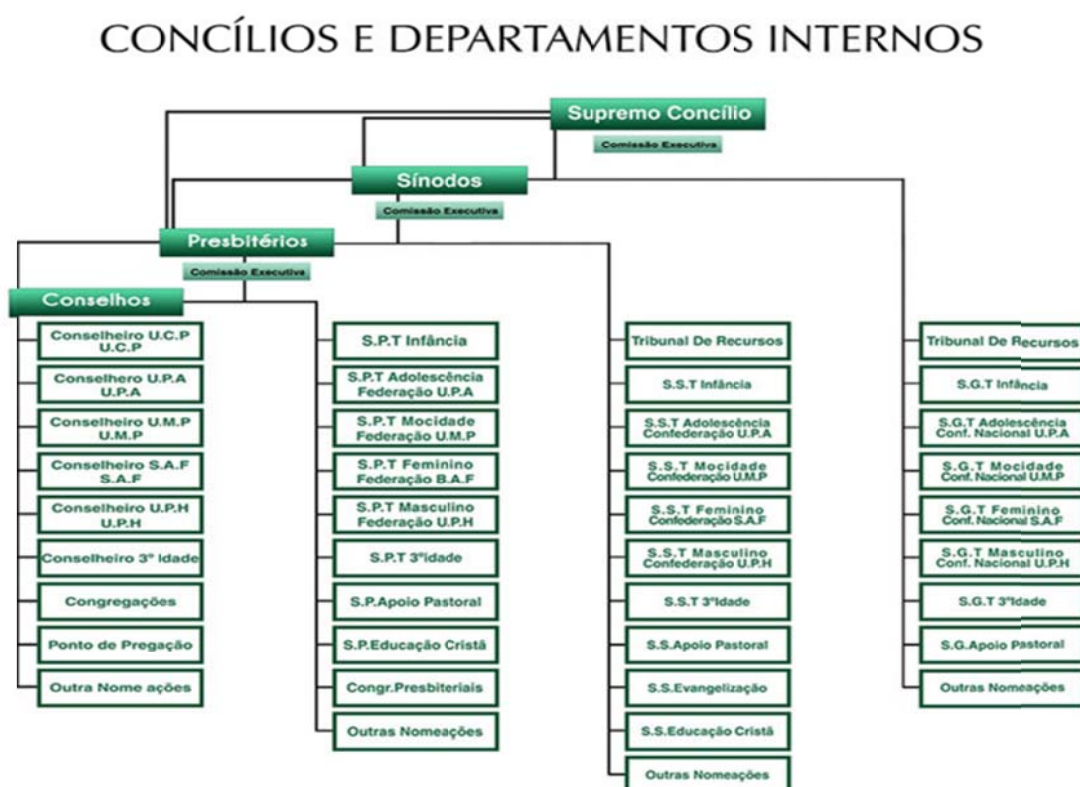 CONCÍLIOS E DEPARTAMENTOS INTERNOS
Supremo Concílio
Comissão Executiva
Sínodos
Comissão Executiva
Presbitérios
Comissão Executiva
Conselhos
Conselheiro U.C.P
U.C.P
Conselhero U.P.A
U.P.A
Conselheiro U.M.P
U.M.P
Conselheiro S.A.F
S.A.F
Conselheiro U.P.H
U.P.H
Conselheiro 3º Idade
Congregações
Ponto de Pregação
Outra Nome ações
S.P.T Infância
S.P.T Adolescência
Federação U.P.A
S.P.T Mocidade
Federação U.M.P
S.P.T Feminino
Federação B.A.F
S.P.T Masculino
Federação U.P.H
S.P.T 3ºidade
S.P.Apoio Pastoral
S.P.Educação Cristã
Congr.Presbiteriais
Outras Nomeações
Tribunal De Recursos
S.S.T Infância
S.S.T Adolescência
Confederação U.P.A
S.S.T Mocidade
Confederação U.M.P
S.S.T Feminino
Confederação S.A.F
S.S.T Masculino
Confederação U.P.H
S.S.T 3ºIdade
S.S.Apoio Pastoral
S.S.Evangelização
S.S.Educação Cristã
Outras Nomeações
Tribunal De Recursos
S.G.T Infância
S.G.T Adolescência
Conf. Nacional U.P.A
S.G.T Mocidade
Conf. Nacional U.M.P
S.G.T Feminino
Conf. Nacional S.A.F
S.G.T Masculino
Conf. Nacional U.P.H
S.G.T 3ºIdade
S.G.Apoio Pastoral
Outras Nomeações